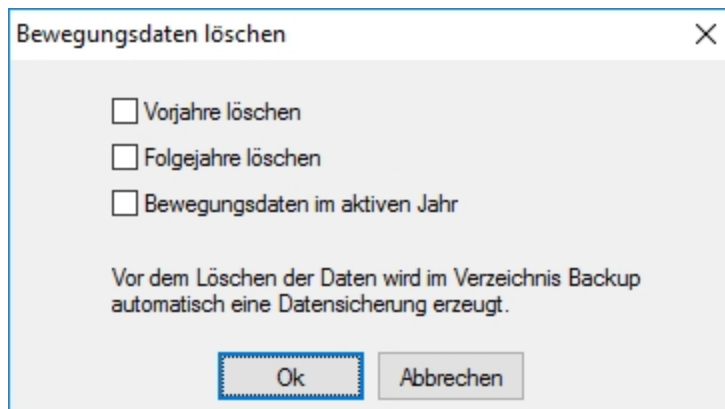 Bewegungsdaten löschen
Vorjahre löschen
Folgejahre löschen
Bewegungsdaten im aktiven Jahr
Vor dem Löschen der Daten wird im Verzeichnis Backup
automatisch eine Datensicherung erzeugt.
Ok
Abbrechen